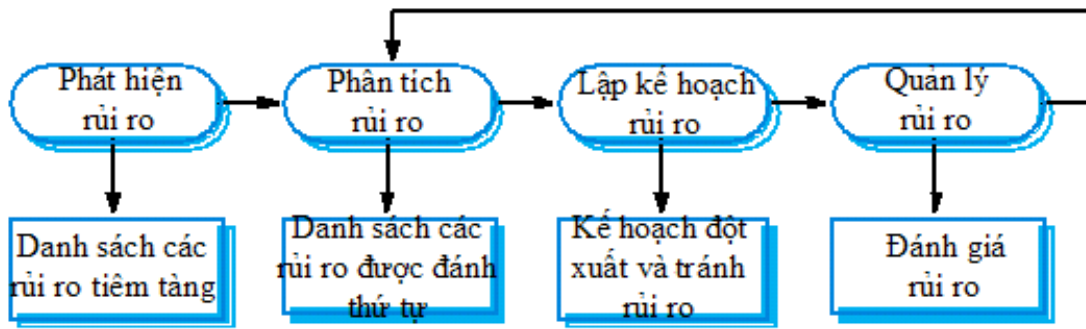 Phát hiện
rủi ro
Phân tích
rủi ro
Lập kế hoạch
rủi ro
Quản lý
rủi ro
Danh sách các
rủi ro tiêm tàng
Danh sách các
rủi ro được đánh
thứ tự
Kế hoạch đột
xuất và tránh
rủi ro
Đánh giá
rủi ro